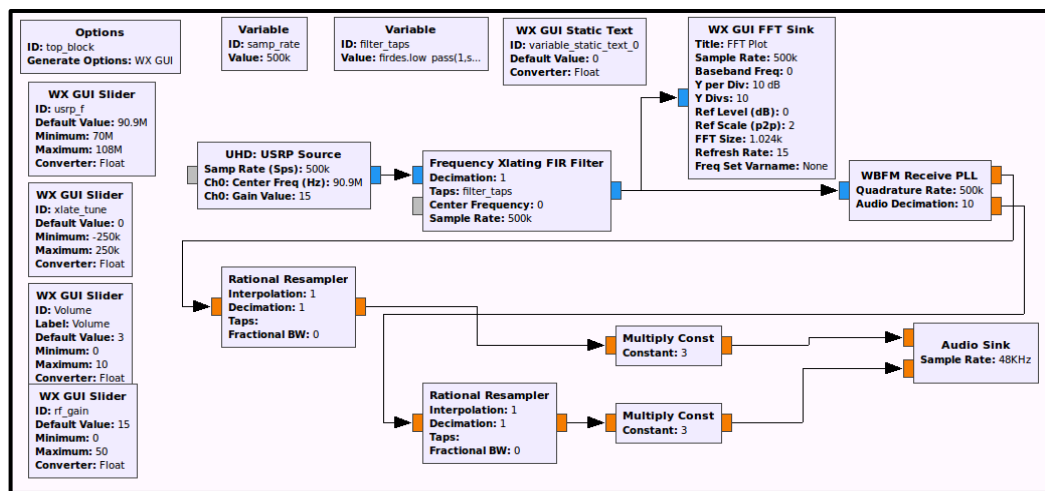 Options
ID: top_block
Generate Options: WX GUI
Variable
ID: samp_rate
Value: 500k
Variable
ID: filter_taps
Value: firdes.low pass(1,s...
WX GUI Static Text
ID: variable_static_text_0
Default Value: 0
Converter: Float
WX GUI FFT Sink
Title: FFT Plot
Sample Rate: 500k
Baseband Freq: 0
Y per Div: 10 dB
Y Divs: 10
Ref Level (dB): 0
Ref Scale (p2p): 2
FFT Size: 1.024k
Refresh Rate: 15
Freq Set Varname: None
WX GUI Slider
ID: usrp_f
Default Value: 90.9M
Minimum: 70M
Maximum: 108M
Converter: Float
UHD: USRP Source
Samp Rate (Sps): 500k
Ch0: Center Freq (Hz): 90.9M
Ch0: Gain Value: 15
Frequency Xlating FIR Filter
Decimation: 1
Taps: filter_taps
Center Frequency: 0
Sample Rate: 500k
WBFM Receive PLL
Quadrature Rate: 500k
Audio Decimation: 10
WX GUI Slider
ID: xlate_tune
Default Value: 0
Minimum: -250k
Maximum: 250k
Converter: Float
Rational Resampler
Interpolation: 1
Decimation: 1
Taps:
Fractional BW: 0
WX GUI Slider
ID: Volume
Label: Volume
Default Value: 3
Minimum: 0
Maximum: 10
Converter: Float
Multiply Const
Constant: 3
Audio Sink
Sample Rate: 48KHz
WX GUI Slider
ID: rf_gain
Default Value: 15
Minimum: 0
Maximum: 50
Converter: Float
Rational Resampler
Interpolation: 1
Decimation: 1
Taps:
Fractional BW: 0
Multiply Const
Constant: 3